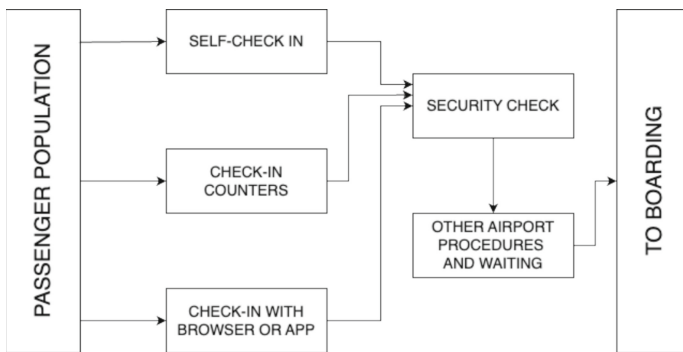 PASSENGER POPULATION
SELF-CHECK IN
CHECK-IN
COUNTERS
CHECK-IN WITH
BROWSER OR APP
SECURITY CHECK
OTHER AIRPORT
PROCEDURES
AND WAITING
TO BOARDING